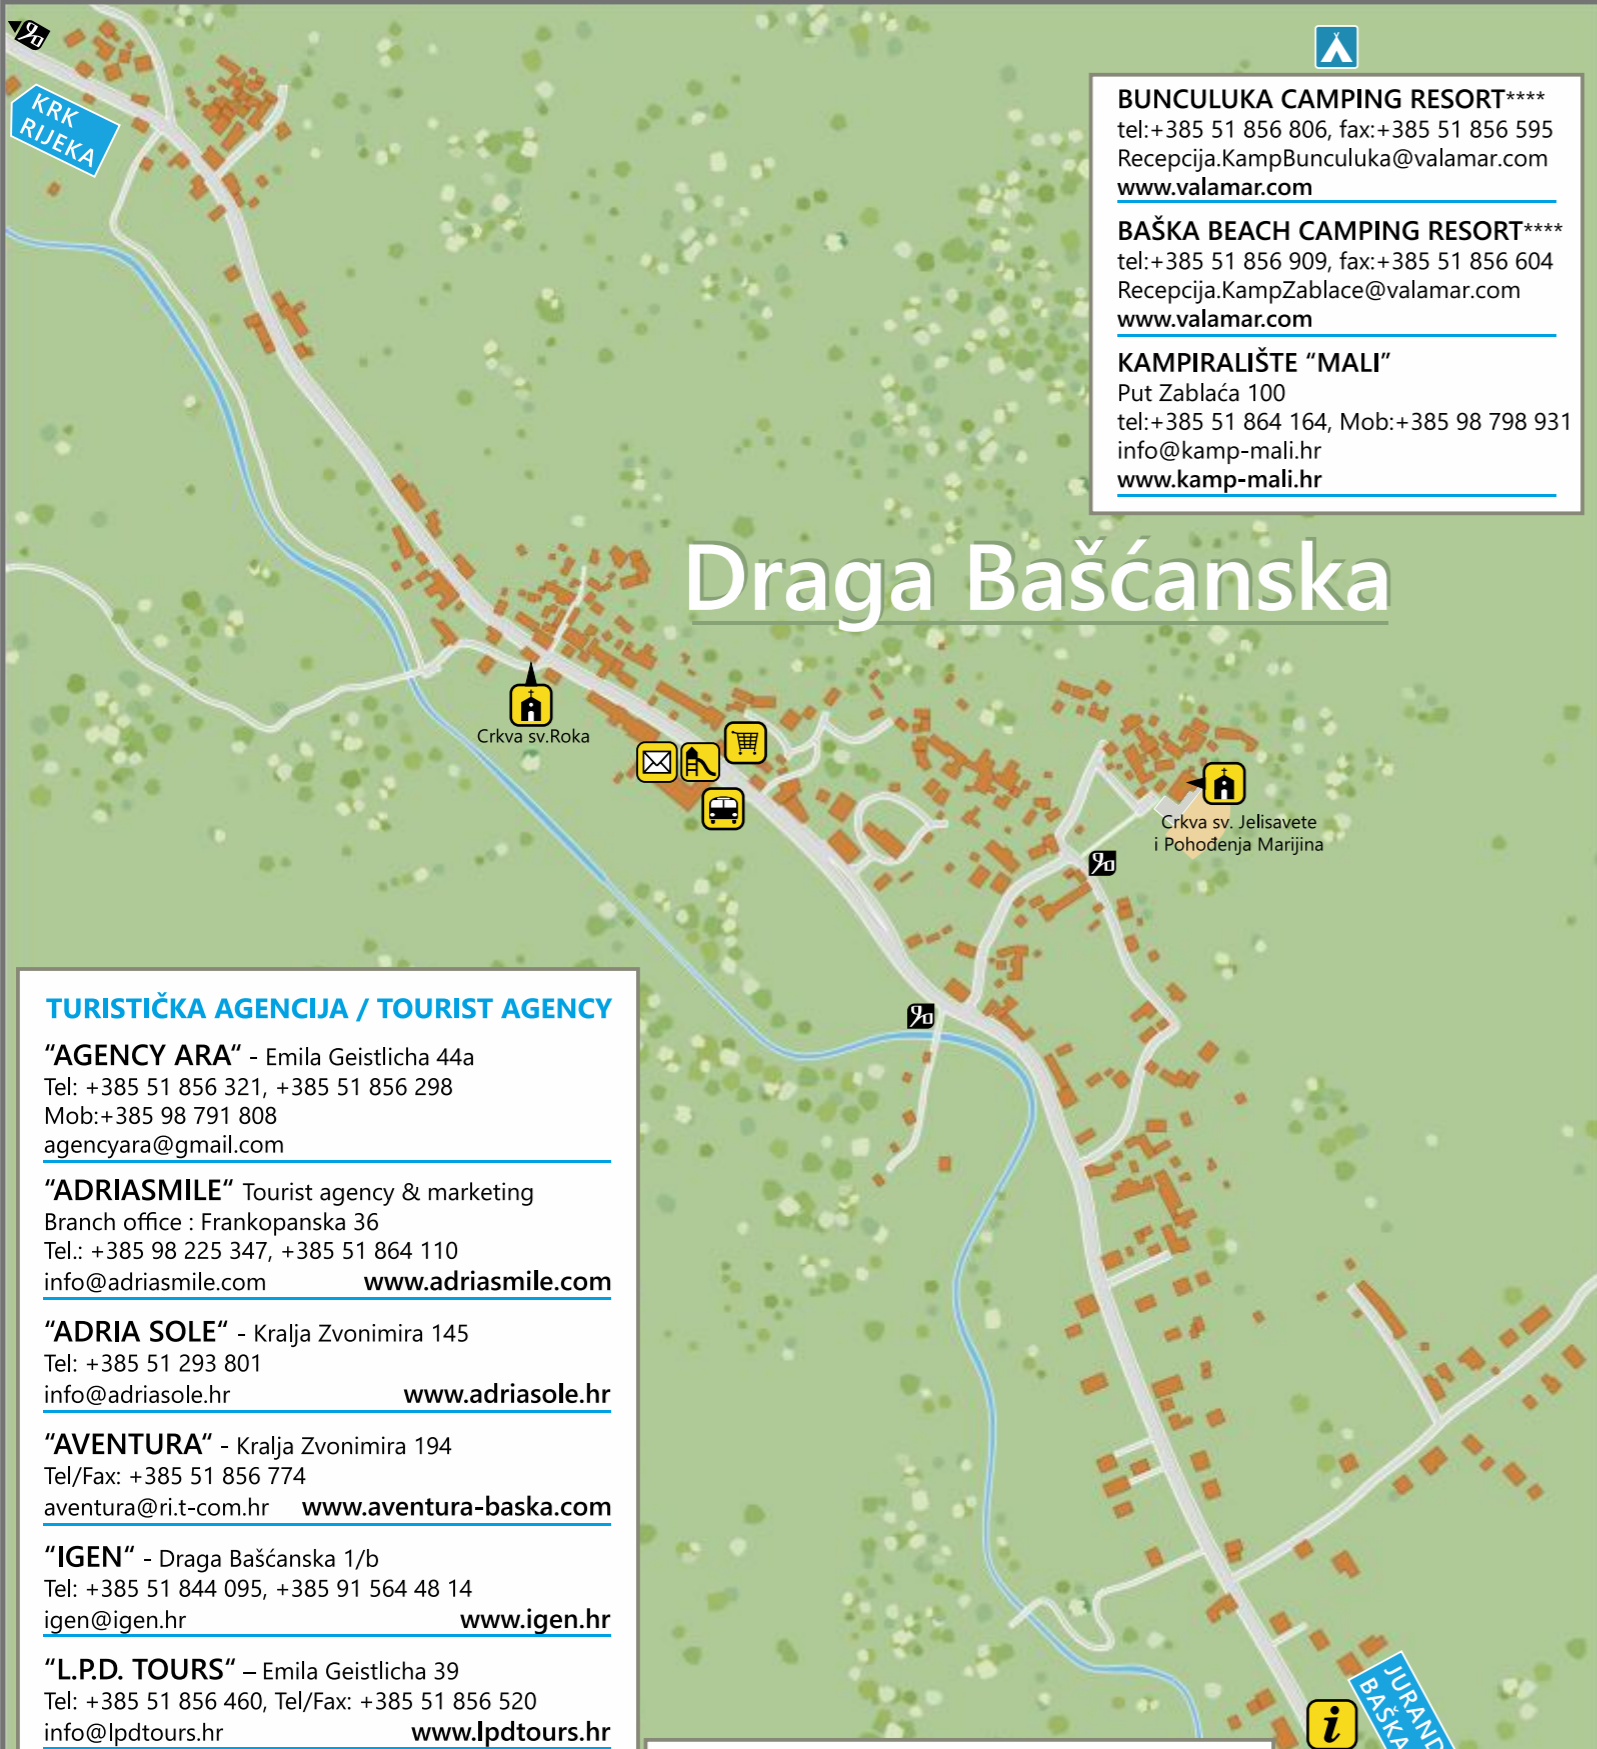 KRK
RIJEKA
BUNCULUKA CAMPING RESORT****
tel:+385 51 856 806, fax:+385 51 856 595
Recepcija.KampBunculuka@valamar.com
www.valamar.com
BAŠKA BEACH CAMPING RESORT****
tel:+385 51 856 909, fax:+385 51 856 604
Recepcija.KampZablace@valamar.com
www.valamar.com
KAMPIRALIŠTE “MALI”
Put Zablaća 100
tel:+385 51 864 164, Mob:+385 98 798 931
info@kamp-mali.hr
www.kamp-mali.hr
Draga Bašćanska
Crkva sv.Roka
Crkva sv. Jelisavete
i Pohođenja Marijina
TURISTIČKA AGENCIJA / TOURIST AGENCY
“AGENCY ARA“ - Emila Geistlicha 44a
Tel: +385 51 856 321, +385 51 856 298
Mob:+385 98 791 808
agencyara@gmail.com
“ADRIASMILE“ Tourist agency & marketing
Branch office : Frankopanska 36
Tel.: +385 98 225 347, +385 51 864 110
info@adriasmile.com www.adriasmile.com
“ADRIA SOLE“ - Kralja Zvonimira 145
Tel: +385 51 293 801
info@adriasole.hr www.adriasole.hr
“AVENTURA“ - Kralja Zvonimira 194
Tel/Fax: +385 51 856 774
aventura@ri.t-com.hr www.aventura-baska.com
“IGEN“ - Draga Bašćanska 1/b
Tel: +385 51 844 095, +385 91 564 48 14
igen@igen.hr www.igen.hr
“L.P.D. TOURS“ – Emila Geistlicha 39
Tel: +385 51 856 460, Tel/Fax: +385 51 856 520
info@lpdtours.hr www.lpdtours.hr
JURAND
BAŠKA
i